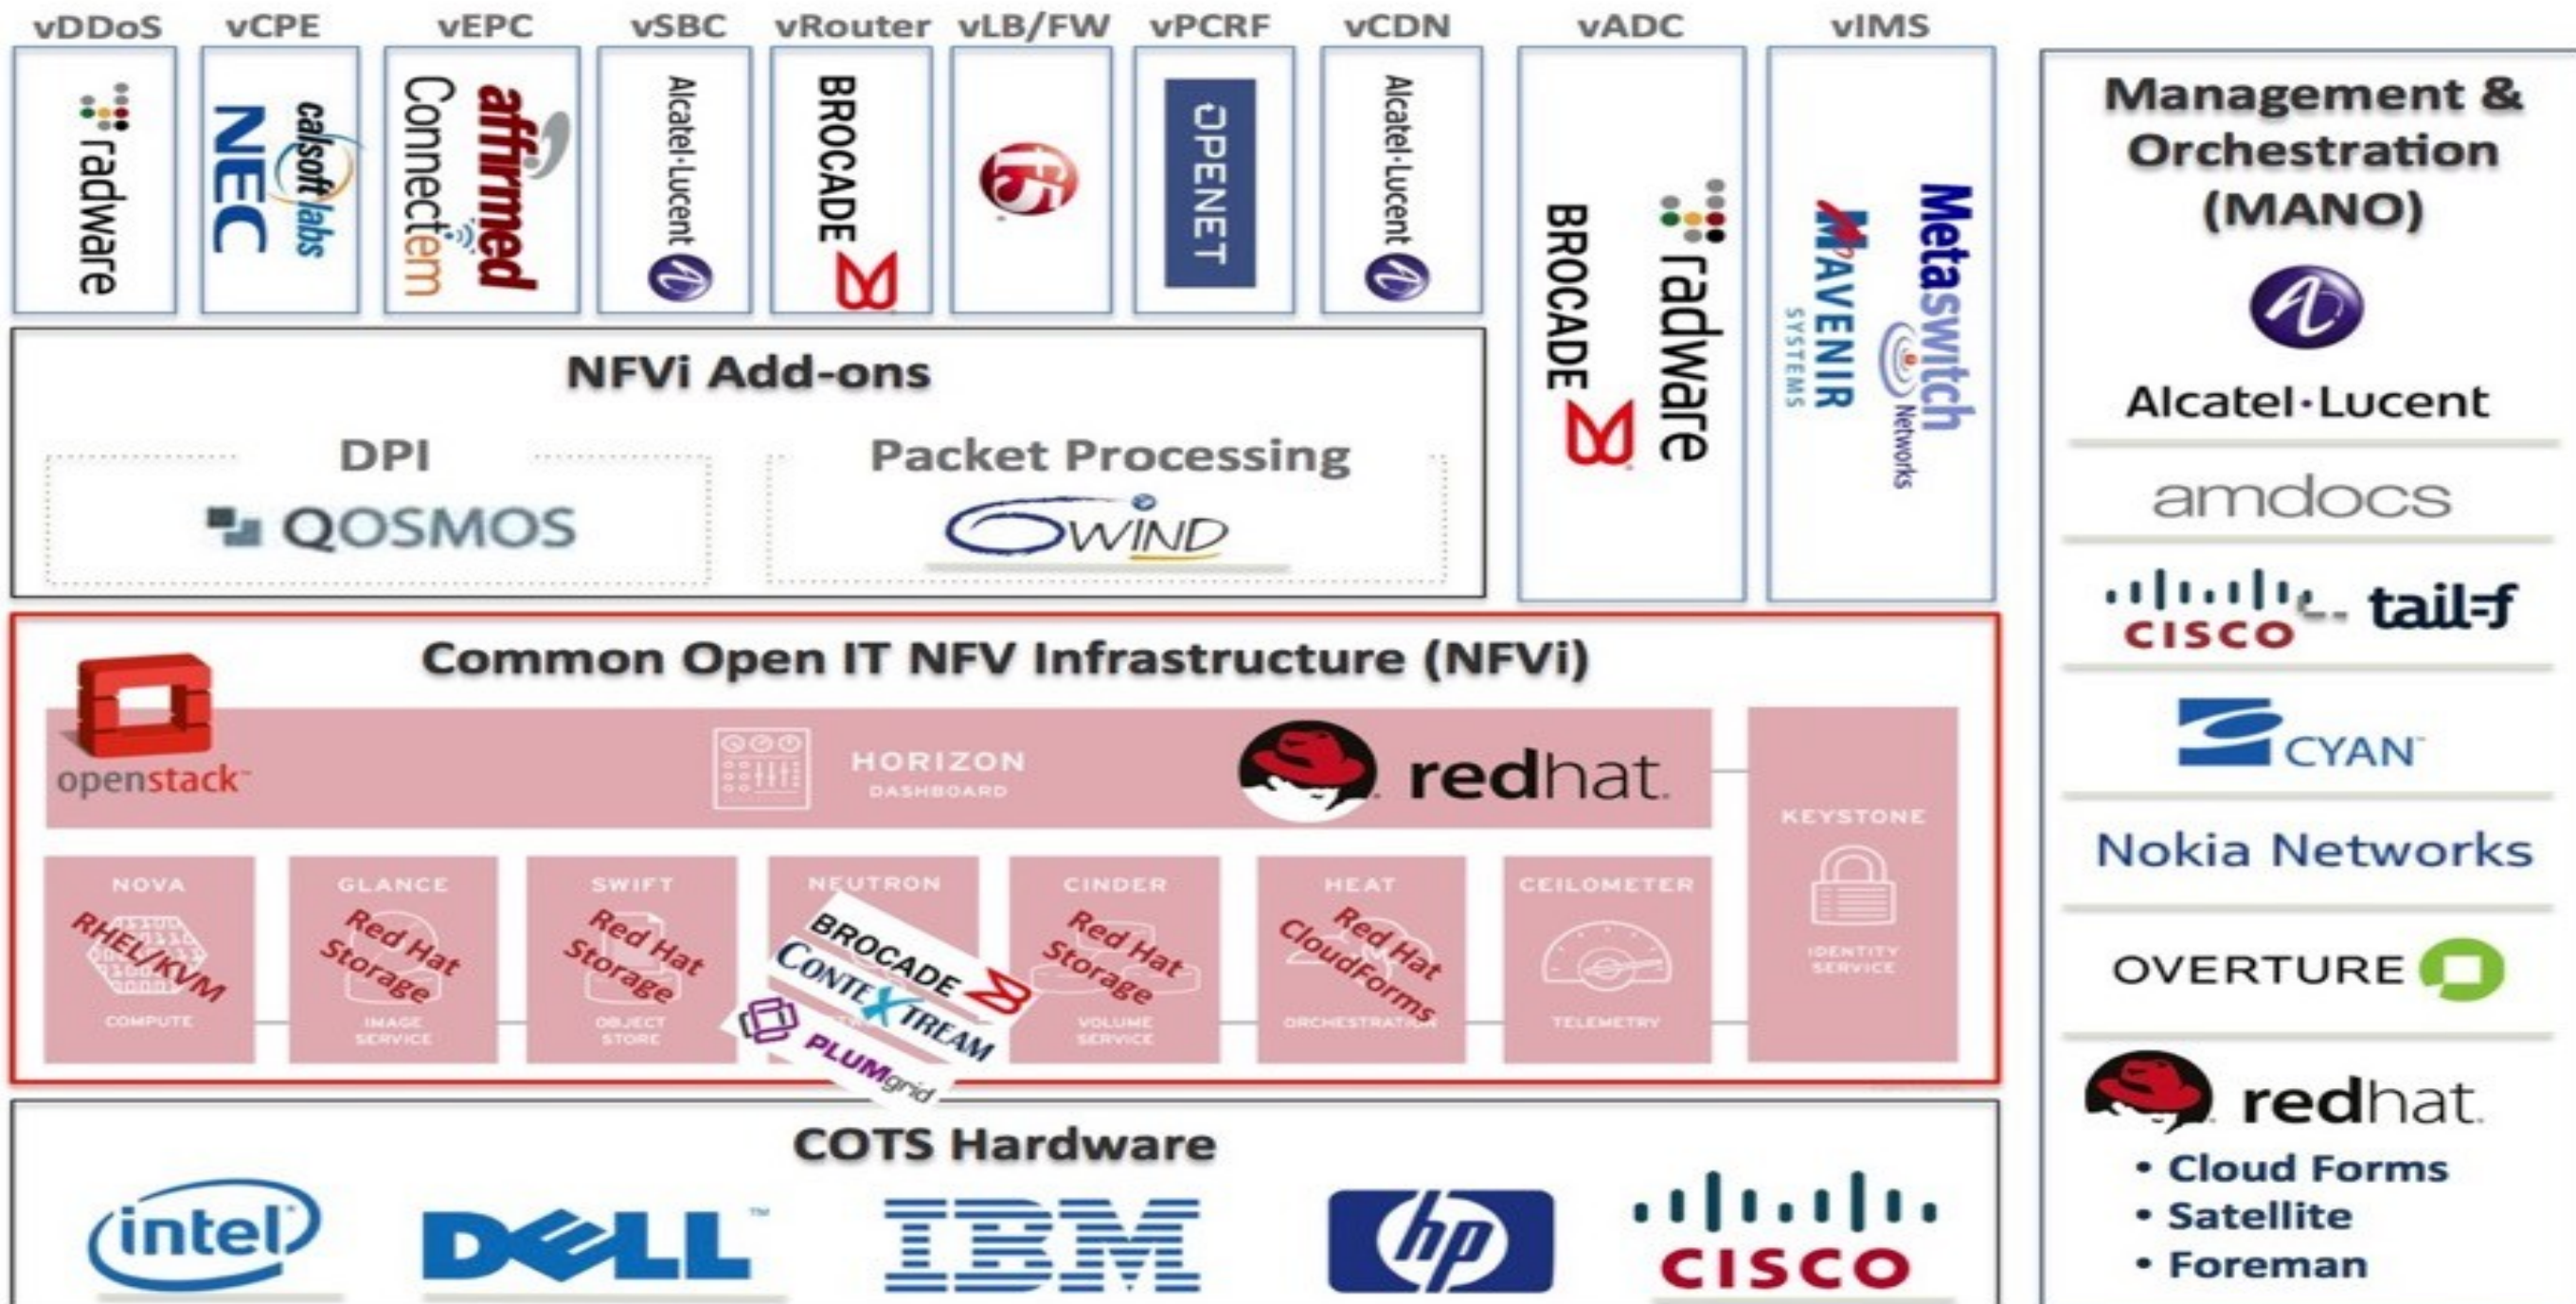 vDDoS
vCPE
vEPC
vSBC
vRouter
vLB/FW
vPCRF
vCDN
vADC
vIMS
radware
calsoft labs
NEC
affirmed
Connectem
Alcatel·Lucent
BROCADE
f5
OPENET
Alcatel·Lucent
radware
BROCADE
Metaswitch
Networks
MAVENIR
SYSTEMS
NFVi Add-ons
DPI
QOSMOS
Packet Processing
6WIND
Common Open IT NFV Infrastructure (NFVi)
openstack™
HORIZON
DASHBOARD
redhat.
KEYSTONE
IDENTITY
SERVICE
NOVA
RHEL/KVM
COMPUTE
GLANCE
Red Hat
Storage
IMAGE
SERVICE
SWIFT
Red Hat
Storage
OBJECT
STORE
NEUTRON
BROCADE
CONTEXTREAM
PLUMgrid
CINDER
Red Hat
Storage
VOLUME
SERVICE
HEAT
Red Hat
CloudForms
ORCHESTRATION
CEILOMETER
TELEMETRY
COTS Hardware
intel
DELL™
IBM
hp
CISCO
Management &
Orchestration
(MANO)
Alcatel·Lucent
amdocs
CISCO tail-f
CYAN™
Nokia Networks
OVERTURE
redhat.
• Cloud Forms
• Satellite
• Foreman